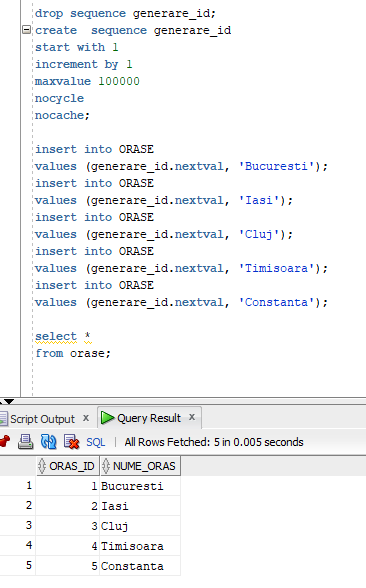 drop sequence generare_id;
create  sequence generare_id
start with 1
increment by 1
maxvalue 100000
nocycle
nocache;
insert into ORASE
values (generare_id.nextval, 'Bucuresti');
insert into ORASE
values (generare_id.nextval, 'Iasi');
insert into ORASE
values (generare_id.nextval, 'Cluj');
insert into ORASE
values (generare_id.nextval, 'Timisoara');
insert into ORASE
values (generare_id.nextval, 'Constanta');
select *
from orase;
Script Output x Query Result x
SQL | All Rows Fetched: 5 in 0.005 seconds
ORAS_ID NUME_ORAS
1 1 Bucuresti
2 2 Iasi
3 3 Cluj
4 4 Timisoara
5 5 Constanta